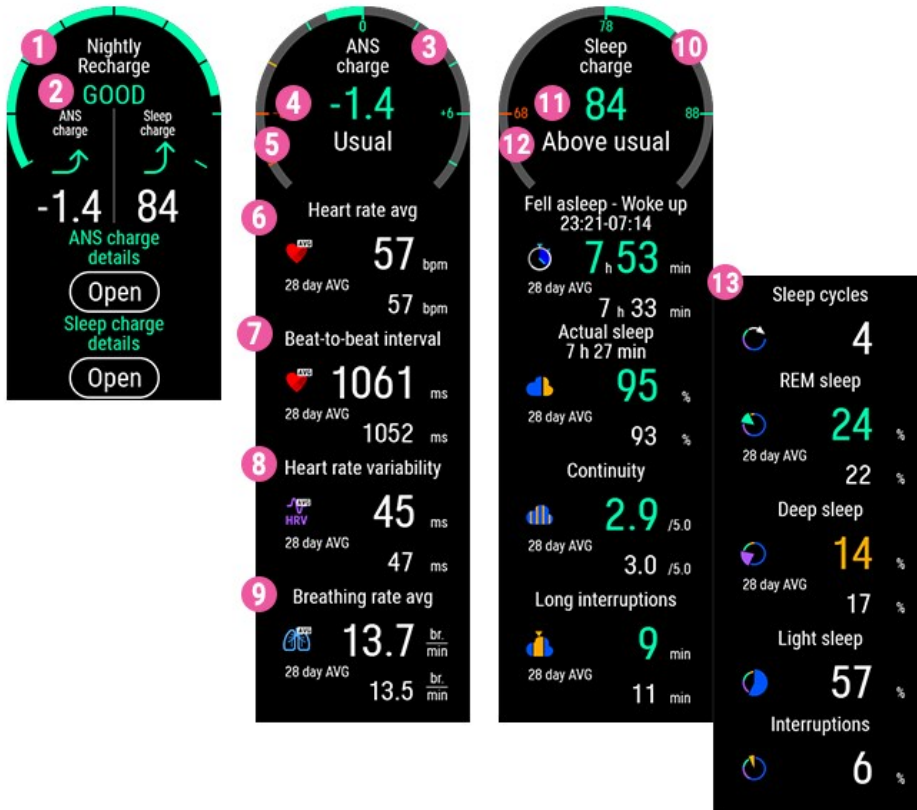 1
Nightly
Recharge
2
GOOD
ANS
charge
Sleep
charge
-1.4
84
ANS charge
details
Open
Sleep charge
details
Open
0
3
ANS
charge
4
-1.4
+6
5
Usual
6
Heart rate avg
AVG
57 bpm
28 day AVG
57 bpm
7
Beat-to-beat interval
AVG
1061 ms
28 day AVG
1052 ms
8
Heart rate variability
AVG
HRV
45 ms
28 day AVG
47 ms
9
Breathing rate avg
AVG
13.7 br.
min
28 day AVG
13.5 br.
min
78
10
Sleep
charge
68
11
84
88
12
Above usual
Fell asleep - Woke up
23:21-07:14
7 h 53 min
28 day AVG
7 h 33 min
Actual sleep
7 h 27 min
95 %
28 day AVG
93 %
Continuity
2.9 /5.0
28 day AVG
3.0 /5.0
Long interruptions
9 min
28 day AVG
11 min
13
Sleep cycles
4
REM sleep
24 %
28 day AVG
22 %
Deep sleep
14 %
28 day AVG
17 %
Light sleep
57 %
Interruptions
6 %